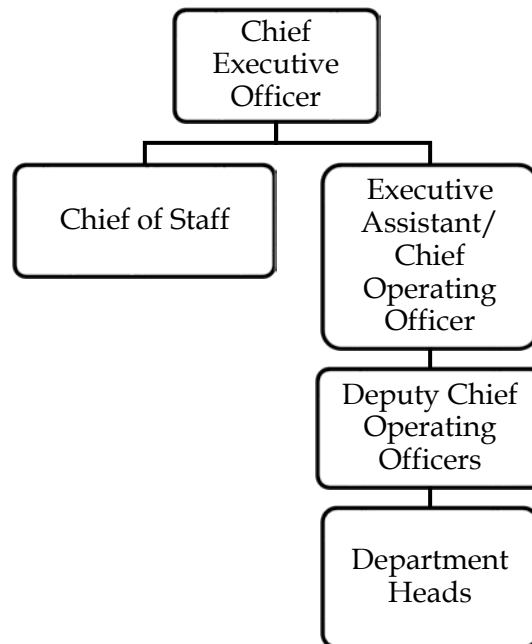 Chief
Executive
Officer
Chief of Staff
Executive
Assistant/
Chief
Operating
Officer
Deputy Chief
Operating
Officers
Department
Heads